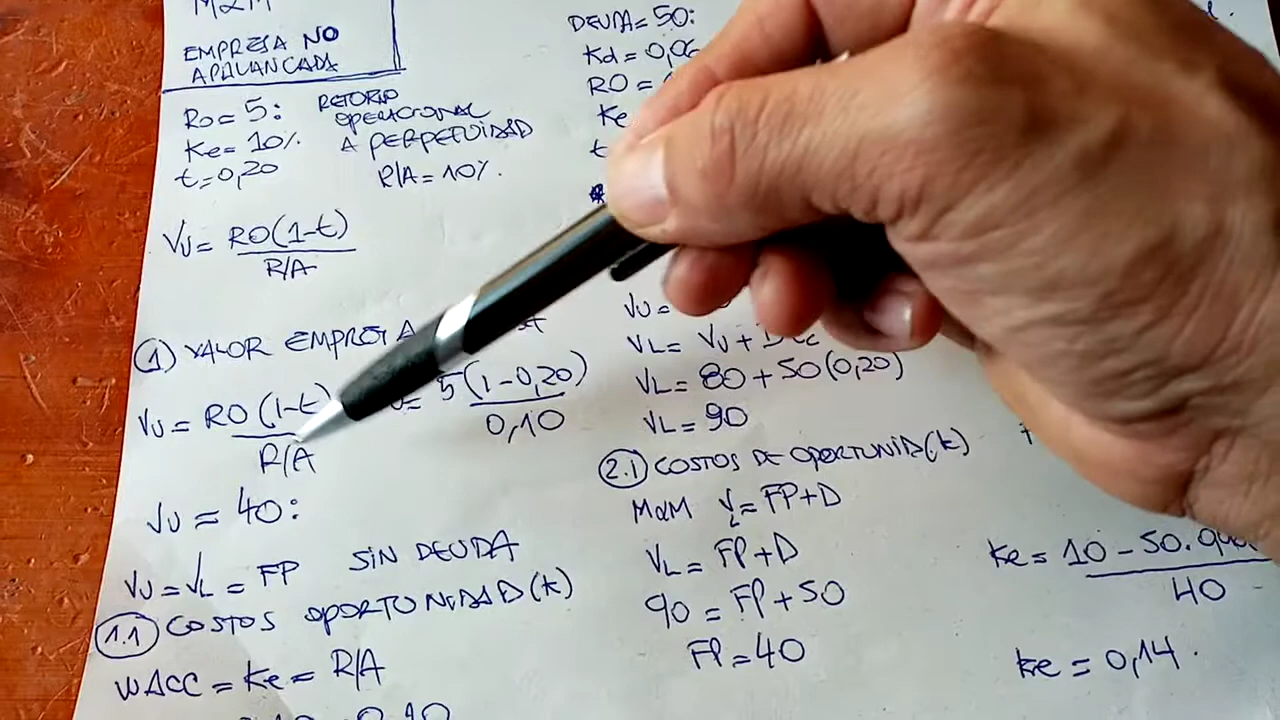 M&M
EMPRESA NO
APALANCADA
RO = 5: RETORNO
OPERACIONAL
A PERPETUIDAD
Ke = 10%
t = 0,20
R/A = 10%.
VU = RO(1-t)
R/A
1 VALOR EMPRESA
VU = RO(1-t)
R/A
= 5(1-0,20)
0,10
VU = 40:
VU = VL = FP SIN DEUDA
1.1 COSTOS OPORTUNIDAD(k)
WACC = Ke = R/A
0,10
DEUDA = 50:
Kd = 0,06
RO =
Ke
t
VU =
VL = VU + D
VL = 80 + 50(0,20)
VL = 90
2.1 COSTOS DE OPORTUNID(k)
M&M VL = FP+D
VL = FP+D
90 = FP+50
FP = 40
Ke = 10 - 50.
40
Ke = 0,14.